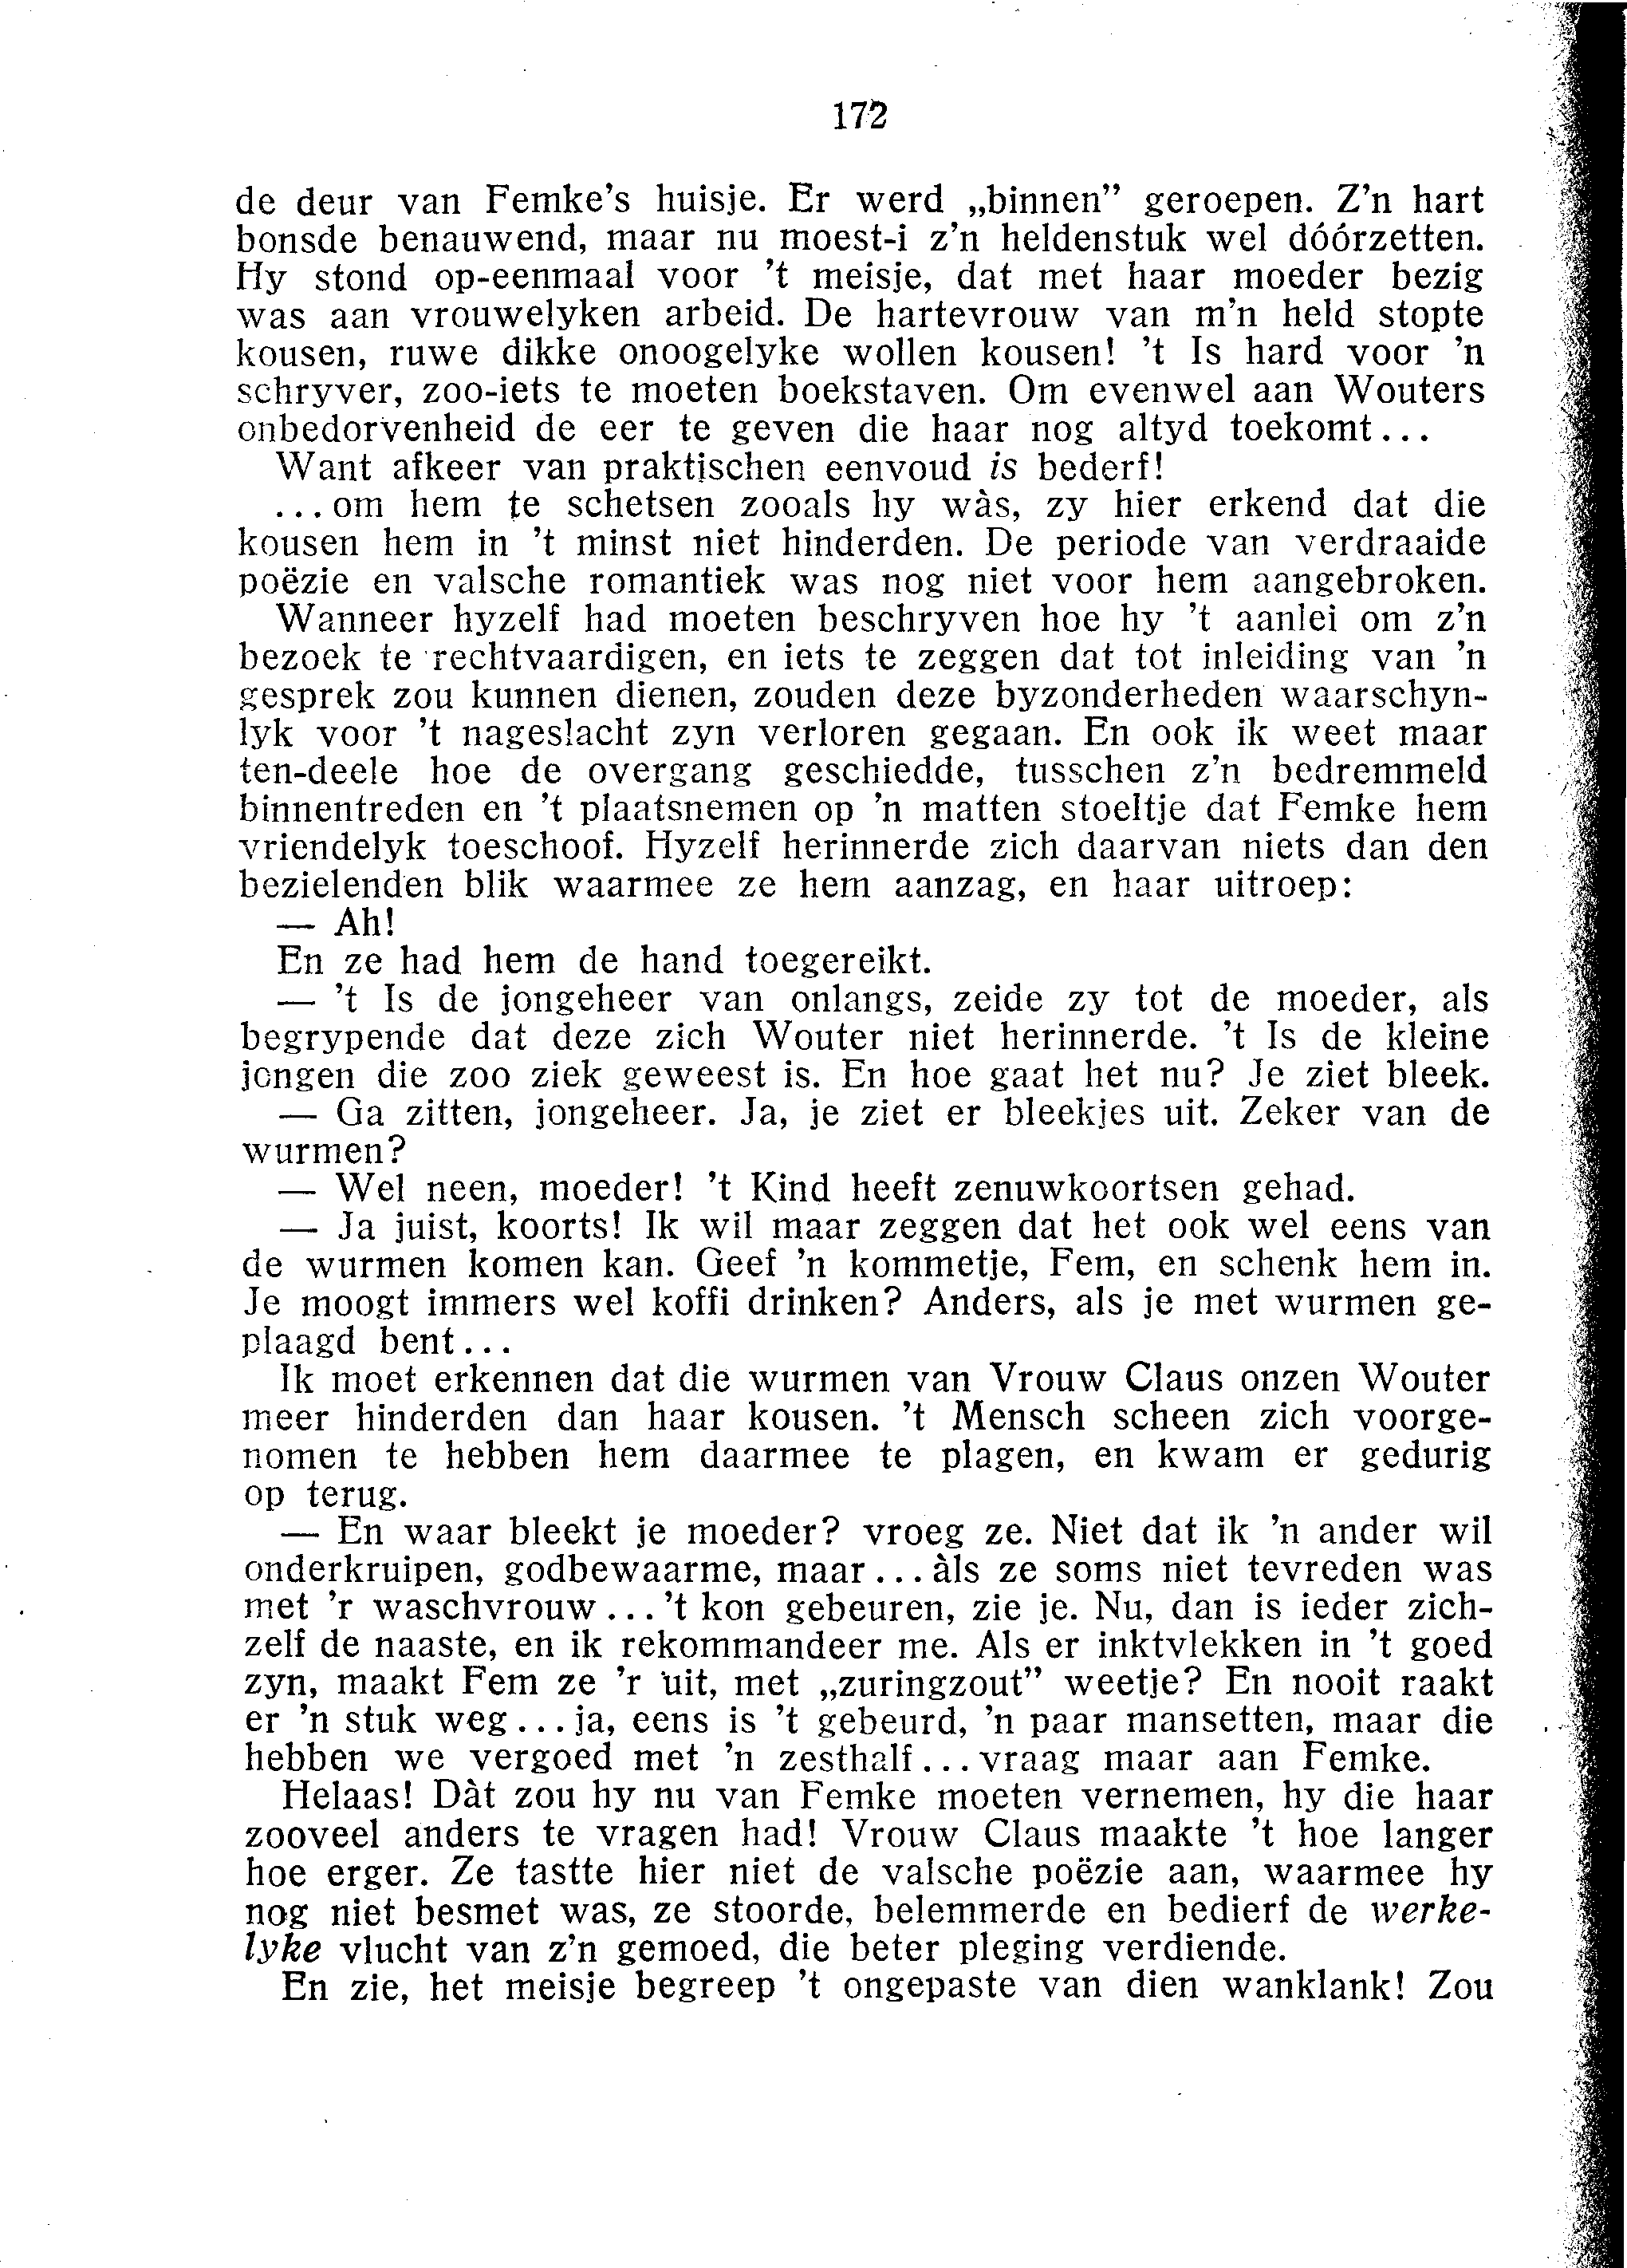 172
de deur van Femke's huisje. Er werd „binnen” geroepen. Z'n hart
bonsde benauwend, maar nu moest-i z'n heldenstuk wel dóórzetten.
Hy stond op-eenmaal voor 't meisje, dat met haar moeder bezig
was aan vrouwelyken arbeid. De hartevrouw van m'n held stopte
kousen, ruwe dikke onoogelyke wollen kousen! 't Is hard voor 'n
schryver, zoo-iets te moeten boekstaven. Om evenwel aan Wouters
onbedorvenheid de eer te geven die haar nog altyd toekomt...
Want afkeer van praktischen eenvoud is bederf!
...om hem te schetsen zooals hy wàs, zy hier erkend dat die
kousen hem in 't minst niet hinderden. De periode van verdraaide
poëzie en valsche romantiek was nog niet voor hem aangebroken.
Wanneer hyzelf had moeten beschryven hoe hy 't aanlei om z'n
bezoek te rechtvaardigen, en iets te zeggen dat tot inleiding van 'n
gesprek zou kunnen dienen, zouden deze byzonderheden waarschyn-
lyk voor 't nageslacht zyn verloren gegaan. En ook ik weet maar
ten-deele hoe de overgang geschiedde, tusschen z'n bedremmeld
binnentreden en 't plaatsnemen op 'n matten stoeltje dat Femke hem
vriendelyk toeschoof. Hyzelf herinnerde zich daarvan niets dan den
bezielenden blik waarmee ze hem aanzag, en haar uitroep:
— Ah!
En ze had hem de hand toegereikt.
— 't Is de jongeheer van onlangs, zeide zy tot de moeder, als
begrypende dat deze zich Wouter niet herinnerde. 't Is de kleine
jongen die zoo ziek geweest is. En hoe gaat het nu? Je ziet bleek.
— Ga zitten, jongeheer. Ja, je ziet er bleekjes uit. Zeker van de
wurmen?
— Wel neen, moeder! 't Kind heeft zenuwkoortsen gehad.
— Ja juist, koorts! Ik wil maar zeggen dat het ook wel eens van
de wurmen komen kan. Geef 'n kommetje, Fem, en schenk hem in.
Je moogt immers wel koffi drinken? Anders, als je met wurmen ge-
plaagd bent...
Ik moet erkennen dat die wurmen van Vrouw Claus onzen Wouter
meer hinderden dan haar kousen. 't Mensch scheen zich voorge-
nomen te hebben hem daarmee te plagen, en kwam er gedurig
op terug.
— En waar bleekt je moeder? vroeg ze. Niet dat ik 'n ander wil
onderkruipen, godbewaarme, maar... àls ze soms niet tevreden was
met 'r waschvrouw...'t kon gebeuren, zie je. Nu, dan is ieder zich-
zelf de naaste, en ik rekommandeer me. Als er inktvlekken in 't goed
zyn, maakt Fem ze 'r uit, met „zuringzout” weetje? En nooit raakt
er 'n stuk weg...ja, eens is 't gebeurd, 'n paar mansetten, maar die
hebben we vergoed met 'n zesthalf...vraag maar aan Femke.
Helaas! Dàt zou hy nu van Femke moeten vernemen, hy die haar
zooveel anders te vragen had! Vrouw Claus maakte 't hoe langer
hoe erger. Ze tastte hier niet de valsche poëzie aan, waarmee hy
nog niet besmet was, ze stoorde, belemmerde en bedierf de werke-
lyke vlucht van z'n gemoed, die beter pleging verdiende.
En zie, het meisje begreep 't ongepaste van dien wanklank! Zou